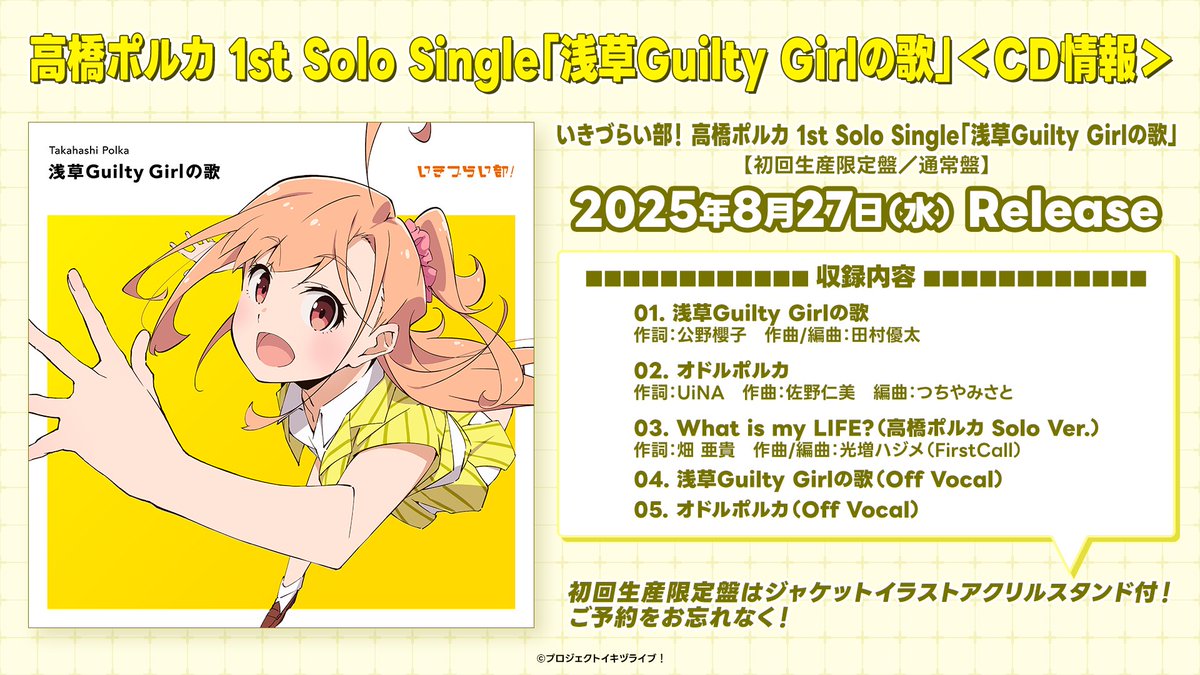 高橋ポルカ 1st Solo Single「浅草Guilty Girlの歌」＜CD情報＞
Takahashi Polka
浅草Guilty Girlの歌
いきづらい部！
いきづらい部！ 高橋ポルカ 1st Solo Single「浅草Guilty Girlの歌」
【初回生産限定盤／通常盤】
2025年8月27日（水） Release
■■■■■■■■■■■■ 収録内容 ■■■■■■■■■■■■
01. 浅草Guilty Girlの歌
作詞：公野櫻子　作曲/編曲：田村優太
02. オドルポルカ
作詞：UiNA　作曲：佐野仁美　編曲：つちやみさと
03. What is my LIFE?（高橋ポルカ Solo Ver.）
作詞：畑 亜貴　作曲/編曲：光増ハジメ（FirstCall）
04. 浅草Guilty Girlの歌（Off Vocal）
05. オドルポルカ（Off Vocal）
初回生産限定盤はジャケットイラストアクリルスタンド付！
ご予約をお忘れなく！
©プロジェクトイキヅライブ！